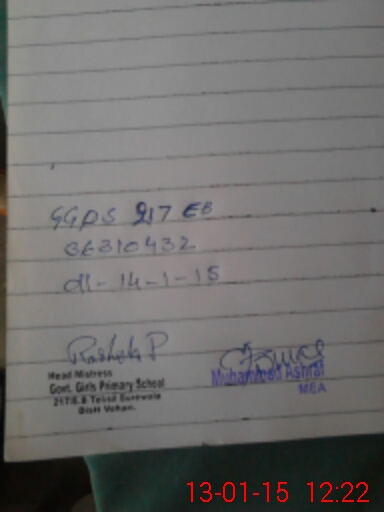 GGPS 217 EB
36310432
dt- 14-1-15
Head Mistress
Govt. Girls Primary School
217/E.B Tehsil Burewala
Distt Vehari.
Muhammad Ashraf
MEA
13-01-15 12:22